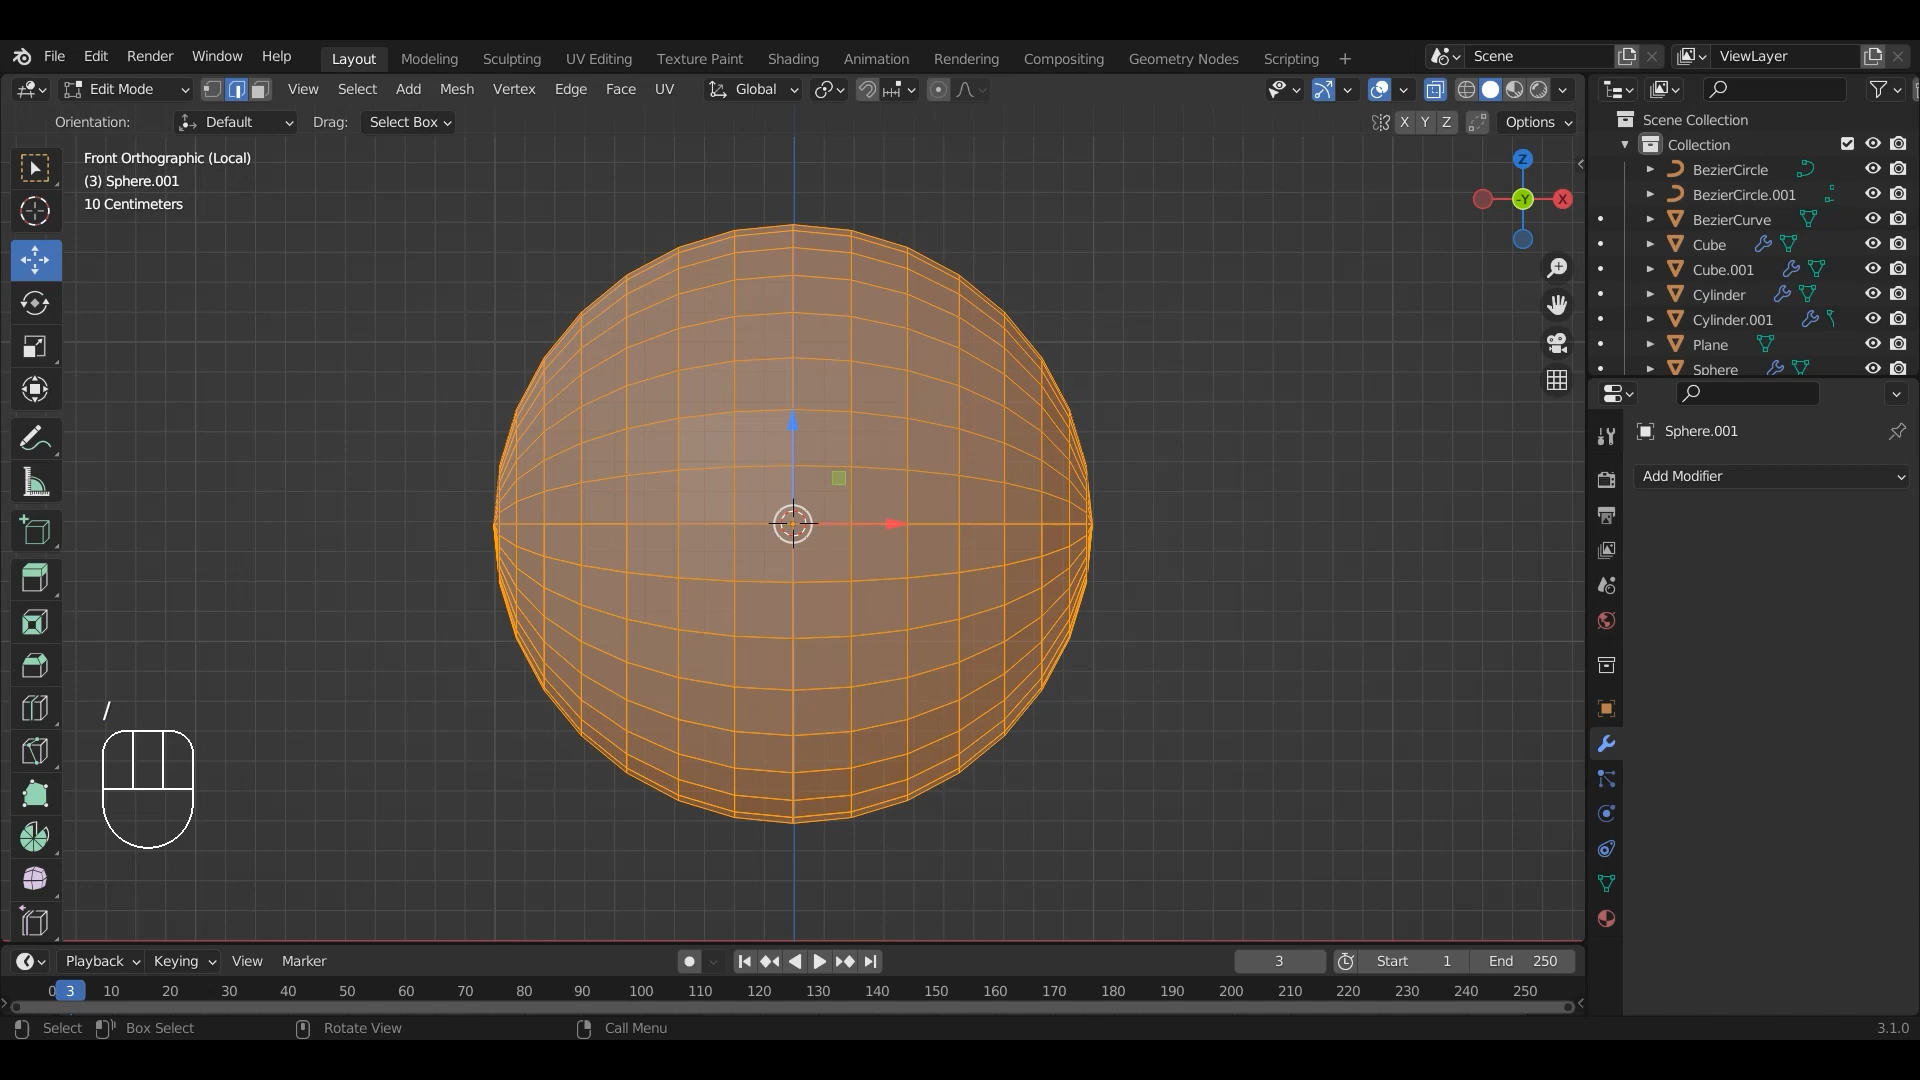 File Edit Render Window Help Layout Modeling Sculpting UV Editing Texture Paint Shading Animation Rendering Compositing Geometry Nodes Scripting + Scene ViewLayer
Edit Mode View Select Add Mesh Vertex Edge Face UV Global
Orientation: Default Drag: Select Box X Y Z Options
Front Orthographic (Local)
(3) Sphere.001
10 Centimeters
Z
-Y
X
Scene Collection
Collection
BezierCircle
BezierCircle.001
BezierCurve
Cube
Cube.001
Cylinder
Cylinder.001
Plane
Sphere
Sphere.001
Add Modifier
/
Playback Keying View Marker 3 Start 1 End 250
0 3 10 20 30 40 50 60 70 80 90 100 110 120 130 140 150 160 170 180 190 200 210 220 230 240 250
Select Box Select Rotate View Call Menu 3.1.0